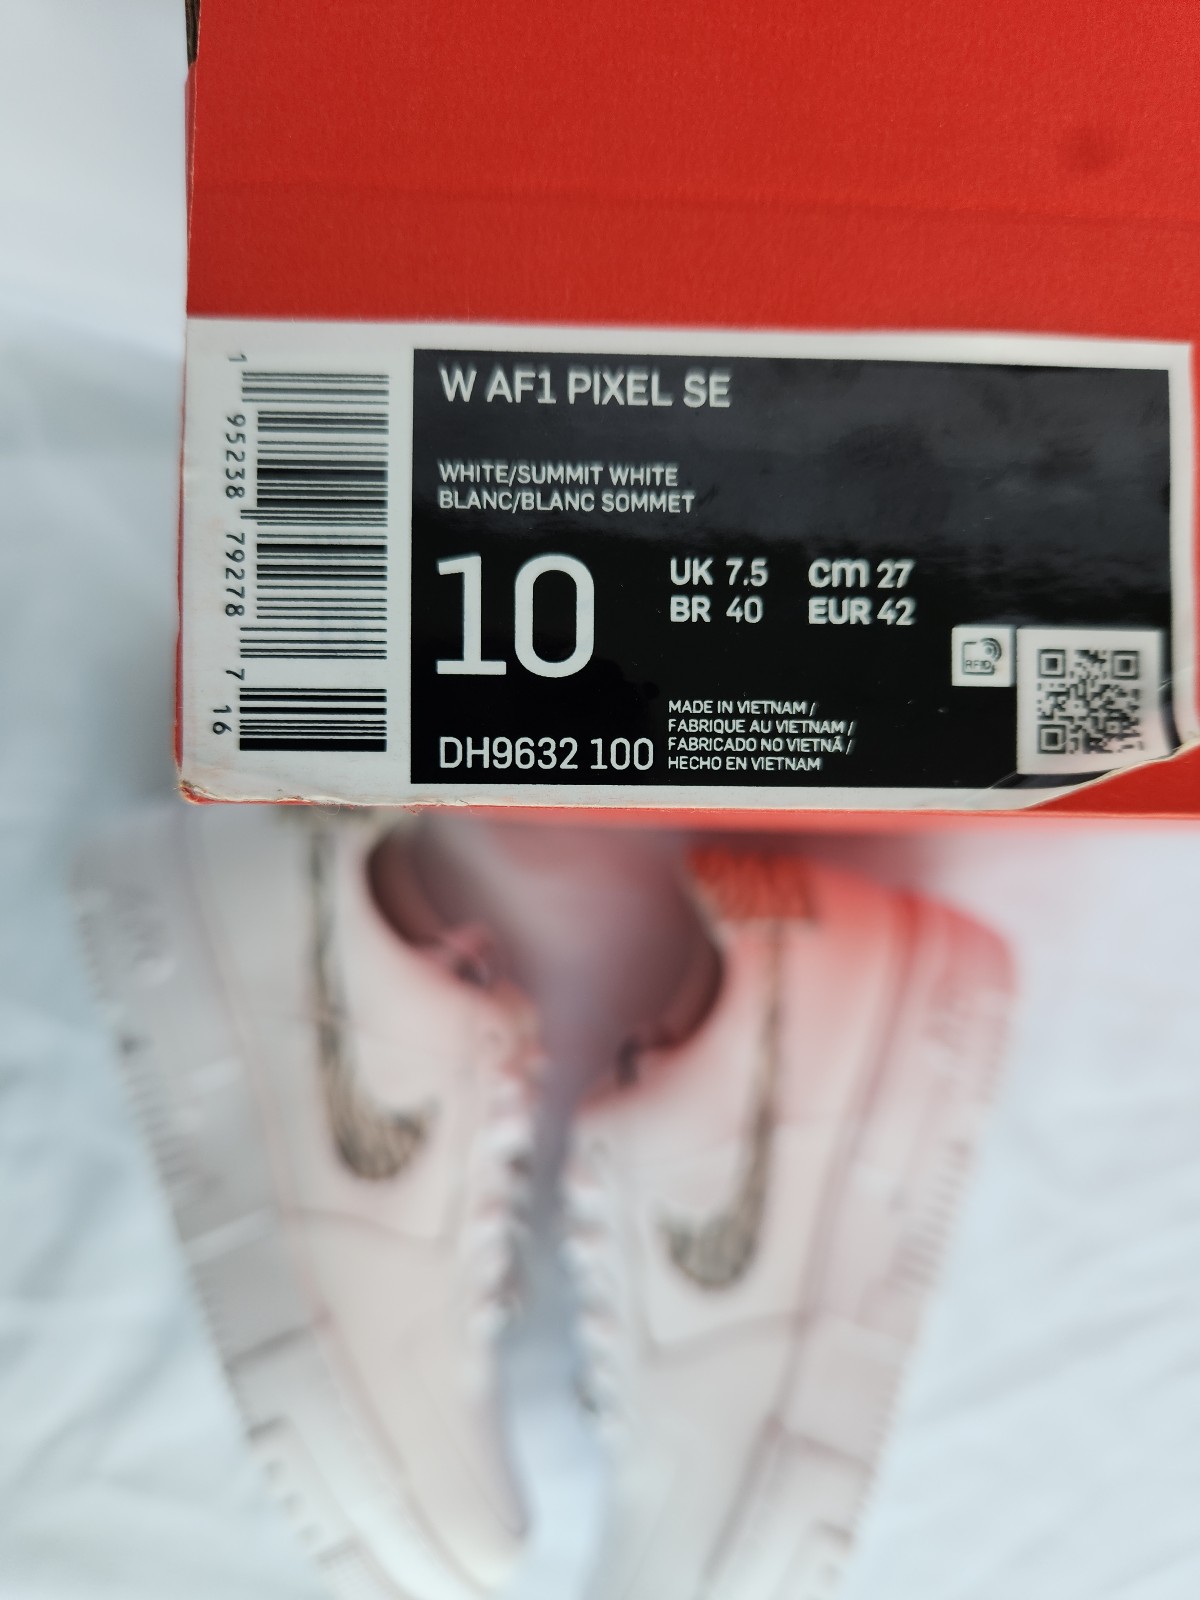 W AF1 PIXEL SE
WHITE/SUMMIT WHITE
BLANC/BLANC SOMMET
10
UK 7.5 cm 27
BR 40 EUR 42
RFID
DH9632 100
MADE IN VIETNAM /
FABRIQUE AU VIETNAM /
FABRICADO NO VIETNÃ /
HECHO EN VIETNAM
1 95238 79278 7 16